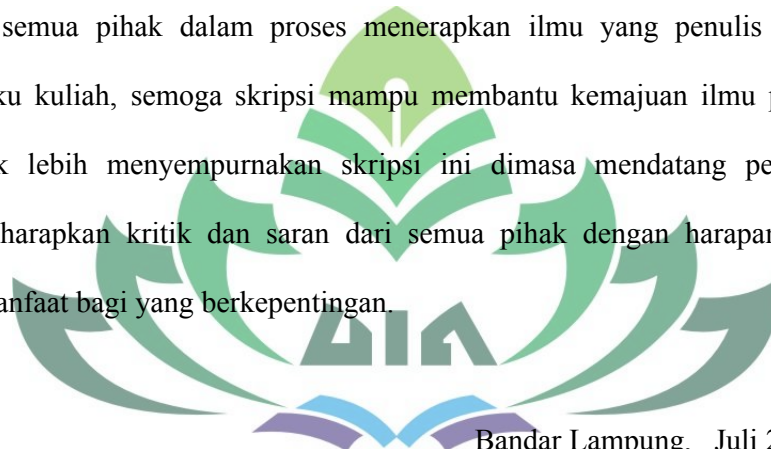 semua pihak dalam proses menerapkan ilmu yang penulis
ku kuliah, semoga skripsi mampu membantu kemajuan ilmu p
k lebih menyempurnakan skripsi ini dimasa mendatang pe
harapkan kritik dan saran dari semua pihak dengan harapan
anfaat bagi yang berkepentingan.
UIN
Bandar Lampung, Juli 2